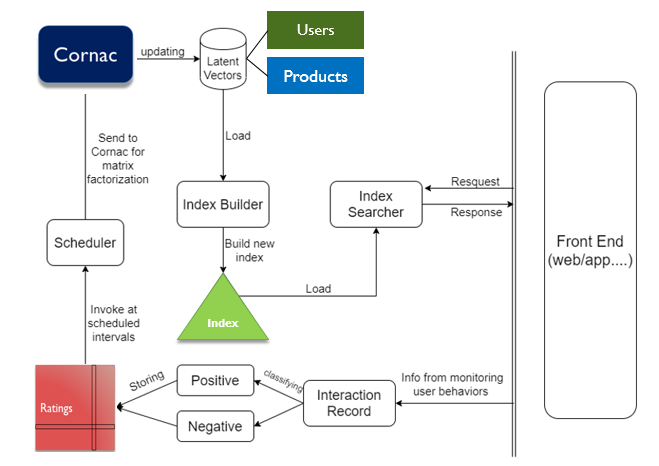 Cornac
updating
Latent
Vectors
Users
Products
Send to
Cornac for
matrix
factorization
Load
Index Builder
Index
Searcher
Resquest
Response
Front End
(web/app....)
Scheduler
Build new
index
Load
Index
Invoke at
scheduled
intervals
Ratings
Storing
Positive
Negative
classifying
Interaction
Record
Info from monitoring
user behaviors